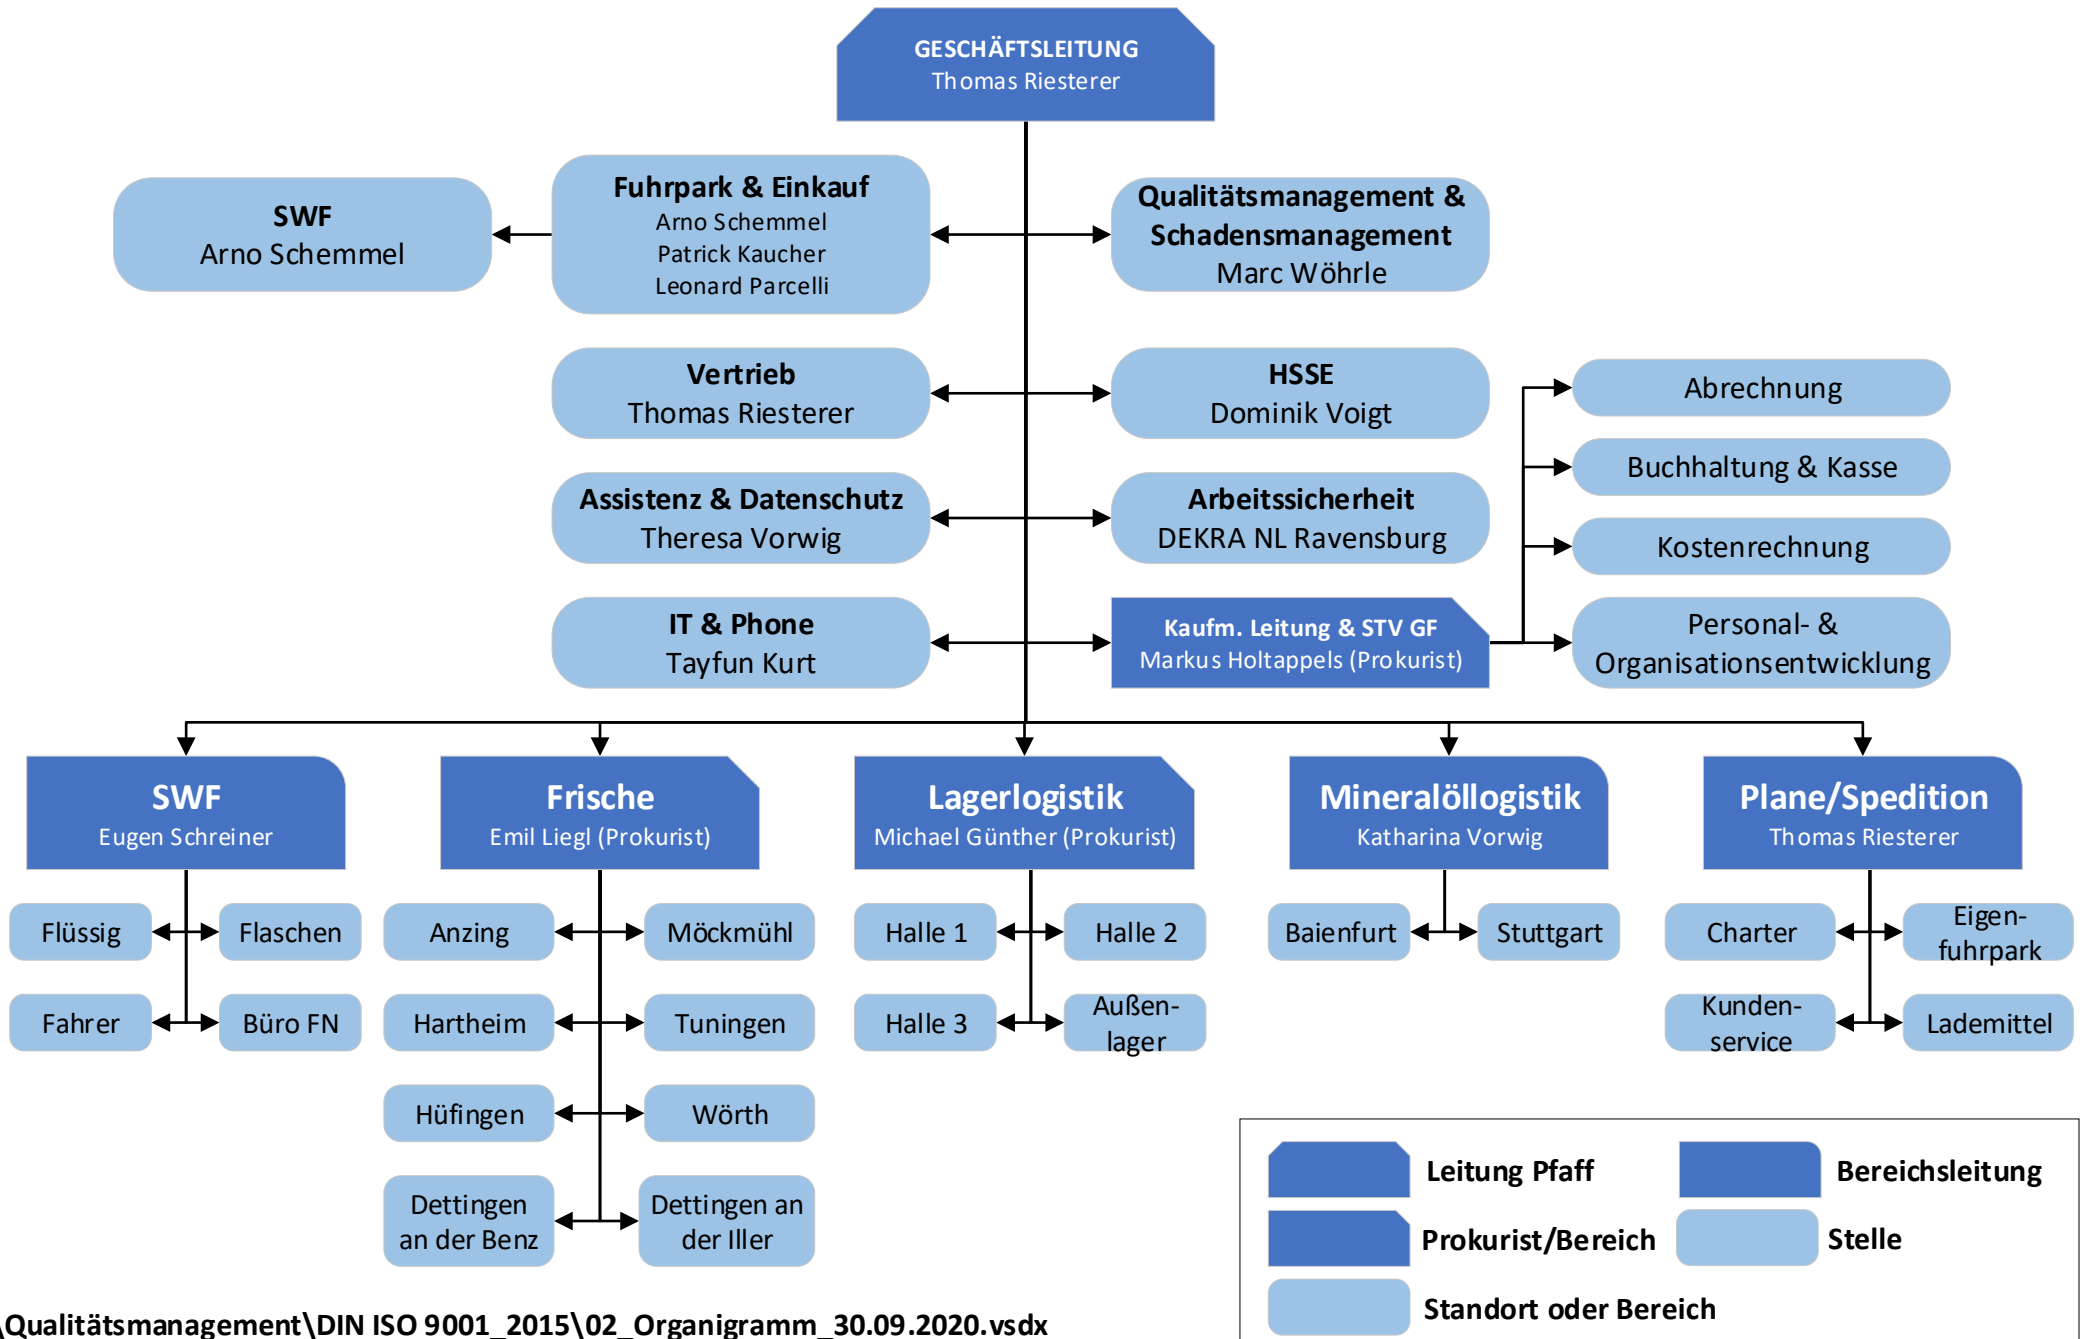 GESCHÄFTSLEITUNG
Thomas Riesterer
SWF
Arno Schemmel
Fuhrpark & Einkauf
Arno Schemmel
Patrick Kaucher
Leonard Parcelli
Qualitätsmanagement &
Schadensmanagement
Marc Wöhrle
Vertrieb
Thomas Riesterer
HSSE
Dominik Voigt
Abrechnung
Buchhaltung & Kasse
Assistenz & Datenschutz
Theresa Vorwig
Arbeitssicherheit
DEKRA NL Ravensburg
Kostenrechnung
IT & Phone
Tayfun Kurt
Kaufm. Leitung & STV GF
Markus Holtappels (Prokurist)
Personal- &
Organisationsentwicklung
SWF
Eugen Schreiner
Frische
Emil Liegl (Prokurist)
Lagerlogistik
Michael Günther (Prokurist)
Mineralöllogistik
Katharina Vorwig
Plane/Spedition
Thomas Riesterer
Flüssig
Flaschen
Fahrer
Büro FN
Anzing
Möckmühl
Hartheim
Tuningen
Hüfingen
Wörth
Dettingen
an der Benz
Dettingen an
der Iller
Halle 1
Halle 2
Halle 3
Außen-
lager
Baienfurt
Stuttgart
Charter
Eigen-
fuhrpark
Kunden-
service
Lademittel
Leitung Pfaff
Bereichsleitung
Prokurist/Bereich
Stelle
Standort oder Bereich
\Qualitätsmanagement\DIN ISO 9001_2015\02_Organigramm_30.09.2020.vsdx